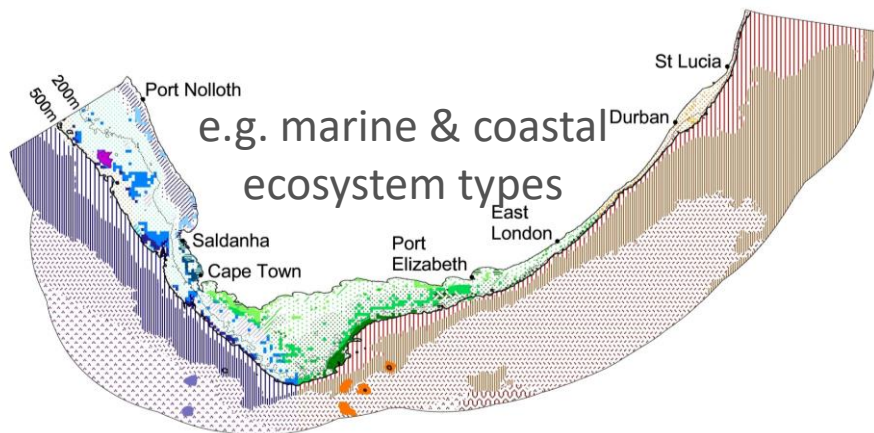 St Lucia
200m
500m
Port Nolloth
e.g. marine & coastal
ecosystem types
Durban
East
London
Port
Elizabeth
Saldanha
Cape Town